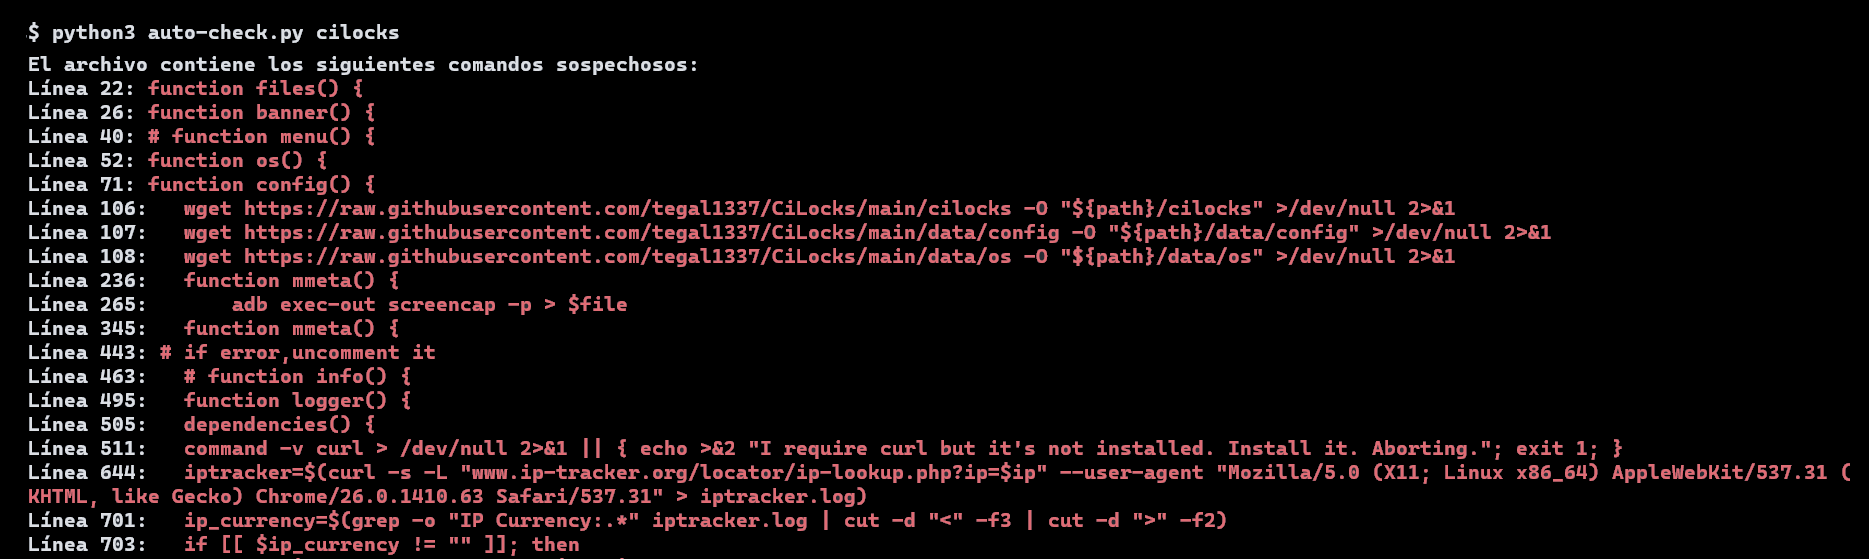 $ python3 auto-check.py cilocks
El archivo contiene los siguientes comandos sospechosos:
Línea 22: function files() {
Línea 26: function banner() {
Línea 40: # function menu() {
Línea 52: function os() {
Línea 71: function config() {
Línea 106:   wget https://raw.githubusercontent.com/tegal1337/CiLocks/main/cilocks -O "${path}/cilocks" >/dev/null 2>&1
Línea 107:   wget https://raw.githubusercontent.com/tegal1337/CiLocks/main/data/config -O "${path}/data/config" >/dev/null 2>&1
Línea 108:   wget https://raw.githubusercontent.com/tegal1337/CiLocks/main/data/os -O "${path}/data/os" >/dev/null 2>&1
Línea 236:   function mmeta() {
Línea 265:       adb exec-out screencap -p > $file
Línea 345:   function mmeta() {
Línea 443: # if error,uncomment it
Línea 463:   # function info() {
Línea 495:   function logger() {
Línea 505:   dependencies() {
Línea 511:   command -v curl > /dev/null 2>&1 || { echo >&2 "I require curl but it's not installed. Install it. Aborting."; exit 1; }
Línea 644:   iptracker=$(curl -s -L "www.ip-tracker.org/locator/ip-lookup.php?ip=$ip" --user-agent "Mozilla/5.0 (X11; Linux x86_64) AppleWebKit/537.31 (
KHTML, like Gecko) Chrome/26.0.1410.63 Safari/537.31" > iptracker.log)
Línea 701:   ip_currency=$(grep -o "IP Currency:.*" iptracker.log | cut -d "<" -f3 | cut -d ">" -f2)
Línea 703:   if [[ $ip_currency != "" ]]; then